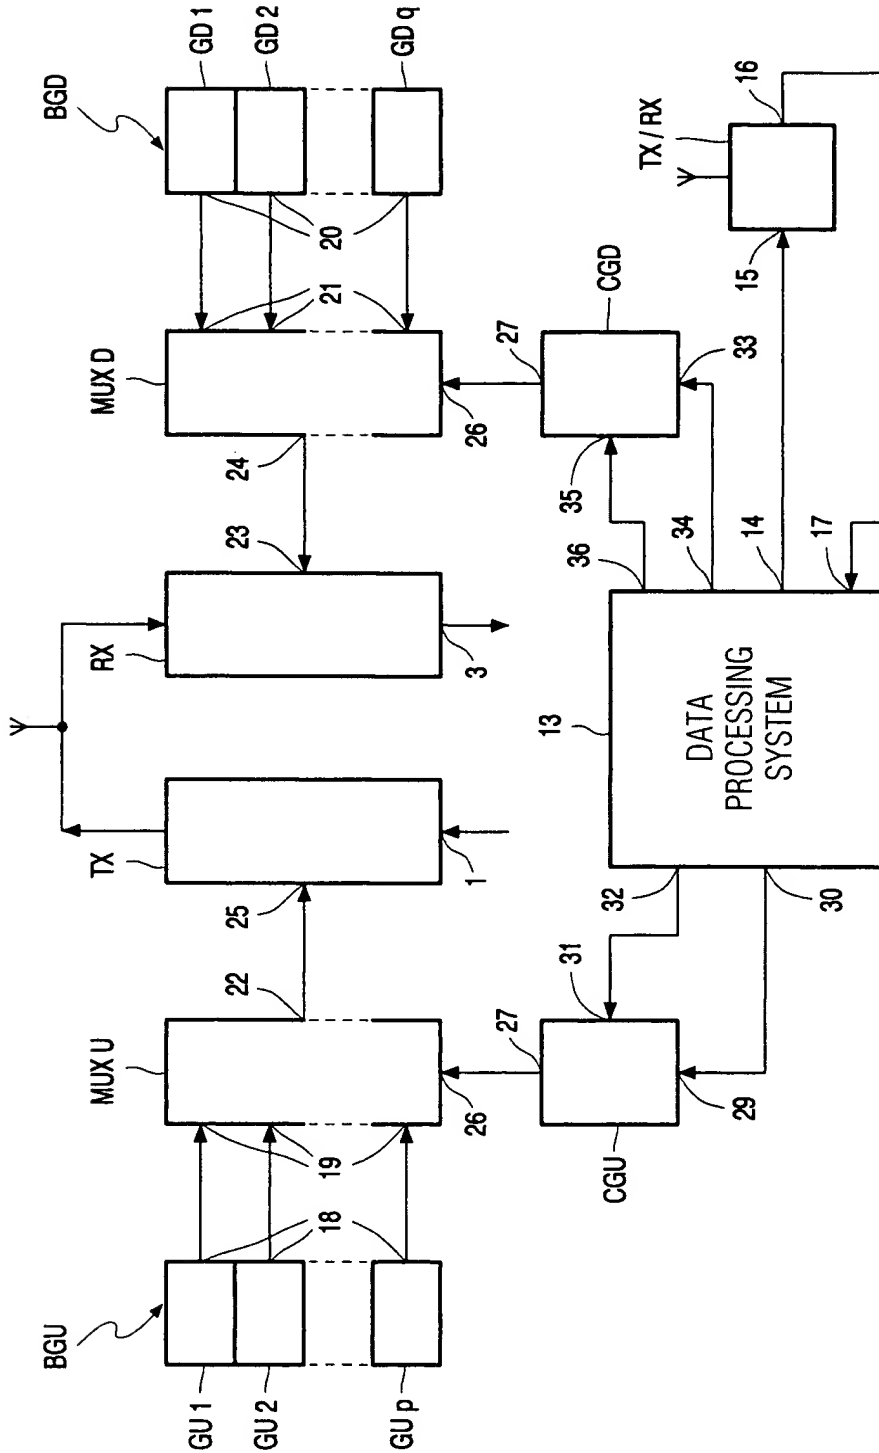 BGU
GU 1
GU 2
GU p
18
19
MUX U
22
26
27
CGU
29
31
25
TX
1
RX
3
23
24
MUX D
21
20
BGD
GD 1
GD 2
GD q
26
27
CGD
33
35
32
30
13
DATA
PROCESSING
SYSTEM
36
34
14
17
15
TX / RX
16